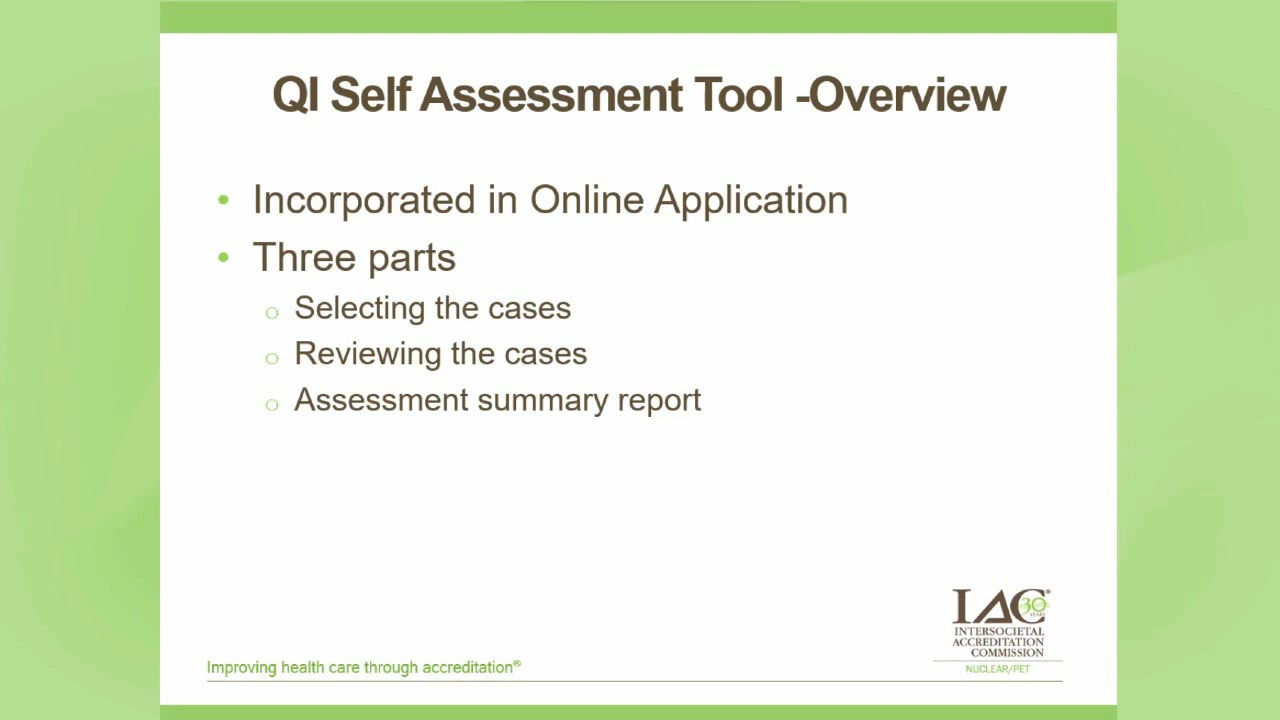 QI Self Assessment Tool -Overview
• Incorporated in Online Application
• Three parts
o Selecting the cases
o Reviewing the cases
o Assessment summary report
IAC®
30
YEARS
INTERSOCIETAL
ACCREDITATION
COMMISSION
NUCLEAR/PET
Improving health care through accreditation®